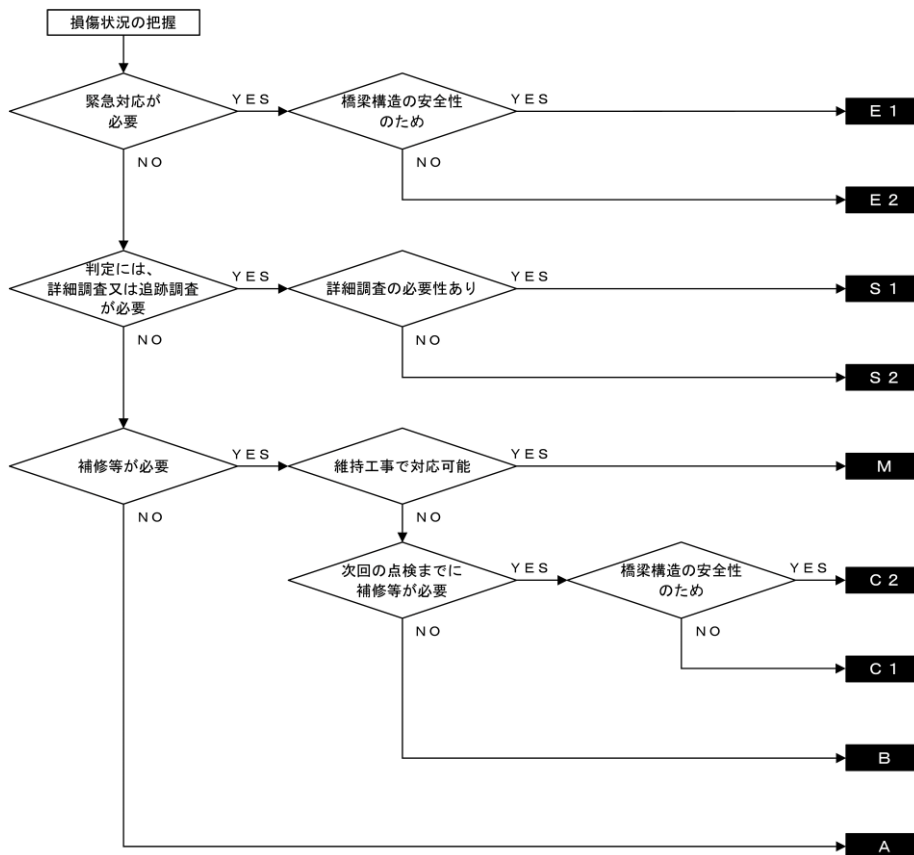 損傷状況の把握
緊急対応が
必要
YES
橋梁構造の安全性
のため
YES
E1
NO
NO
E2
判定には、
詳細調査又は追跡調査
が必要
YES
詳細調査の必要性あり
YES
S1
NO
NO
S2
補修等が必要
YES
維持工事で対応可能
YES
M
NO
NO
次回の点検までに
補修等が必要
YES
橋梁構造の安全性
のため
YES
C2
NO
NO
C1
B
A